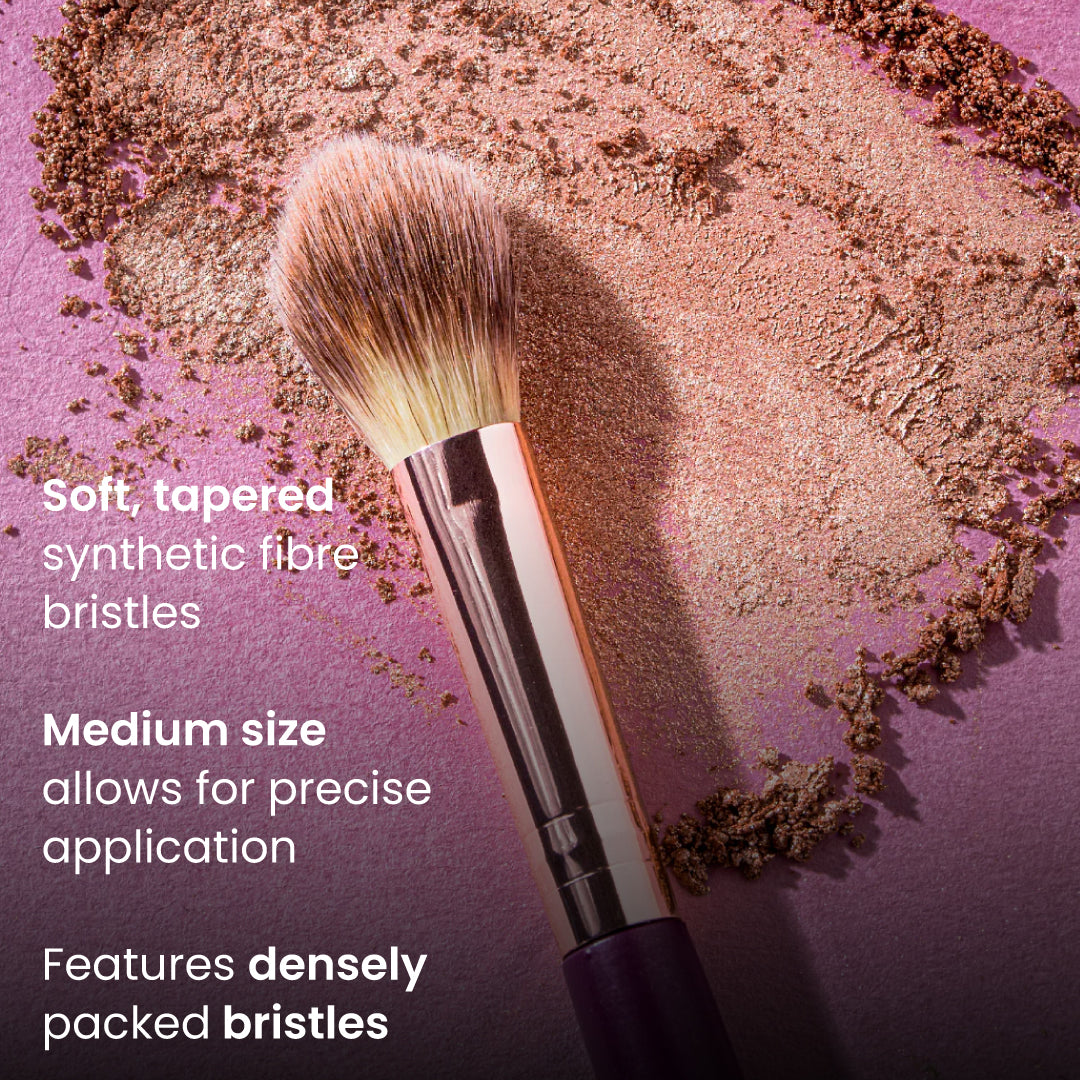 Soft, tapered
synthetic fibre
bristles
Medium size
allows for precise
application
Features densely
packed bristles